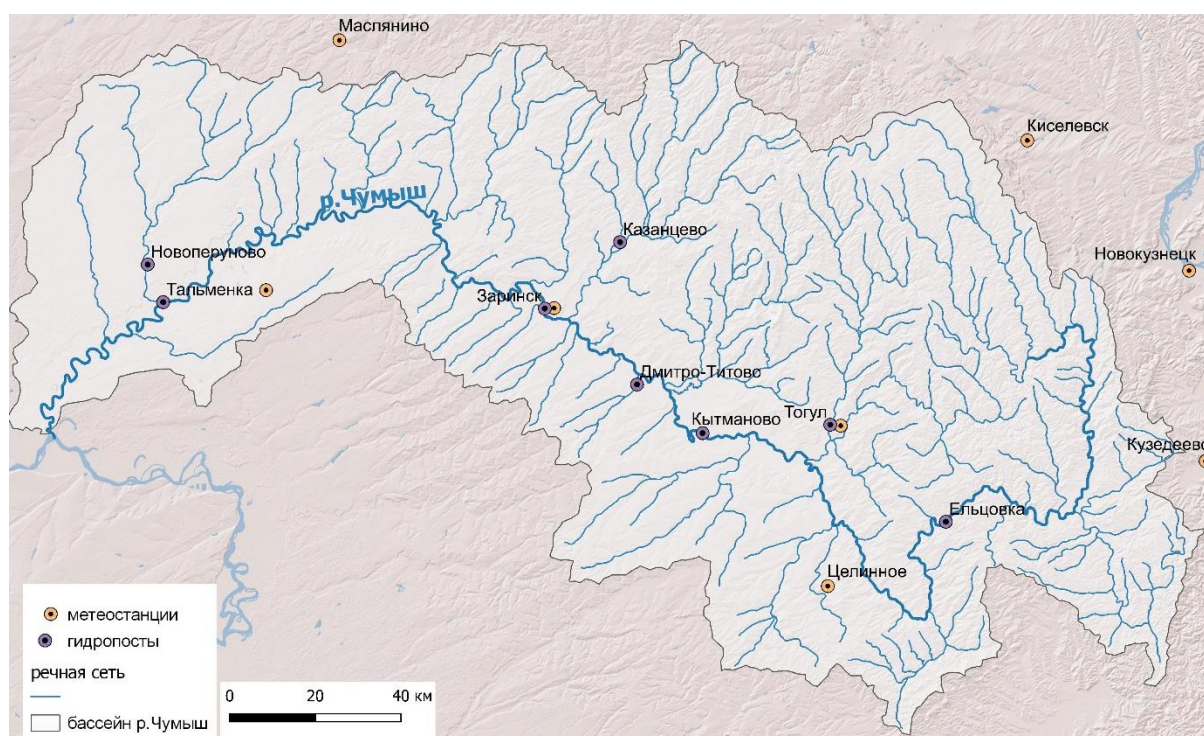 Маслянино
Киселевск
р.Чумыш
Казанцево
Новоперуново
Новокузнецк
Тальменка
Заринск
Дмитро-Титово
Тогул
Кытманово
Кузедеево
Ельцовка
Целинное
метеостанции
гидропосты
речная сеть
0 20 40 км
бассейн р.Чумыш